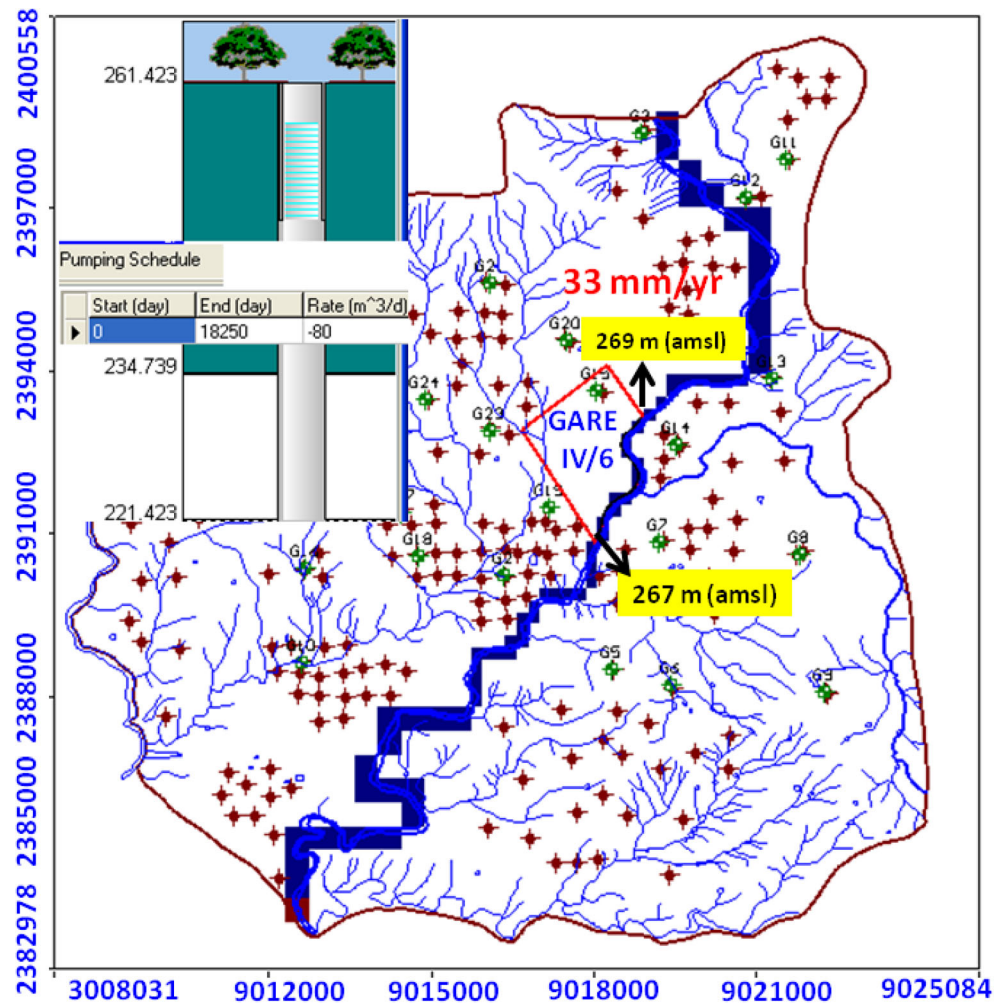 2400558
2397000
2394000
2391000
2388000
2385000
2382978
261.423
Pumping Schedule
Start (day) End (day) Rate (m^3/d)
0 18250 -80
234.739
221.423
G3
G11
G12
G2
33 mm/yr
G20
269 m (amsl)
G13
G21
G29
GARE
IV/6
G14
G15
G18
G7
G8
267 m (amsl)
G10
G5
G6
G9
3008031 9012000 9015000 9018000 9021000 9025084